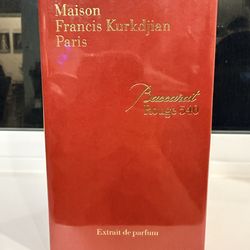 Maison
Francis Kurkdjian
Paris
Baccarat
Rouge 540
Extrait de parfum